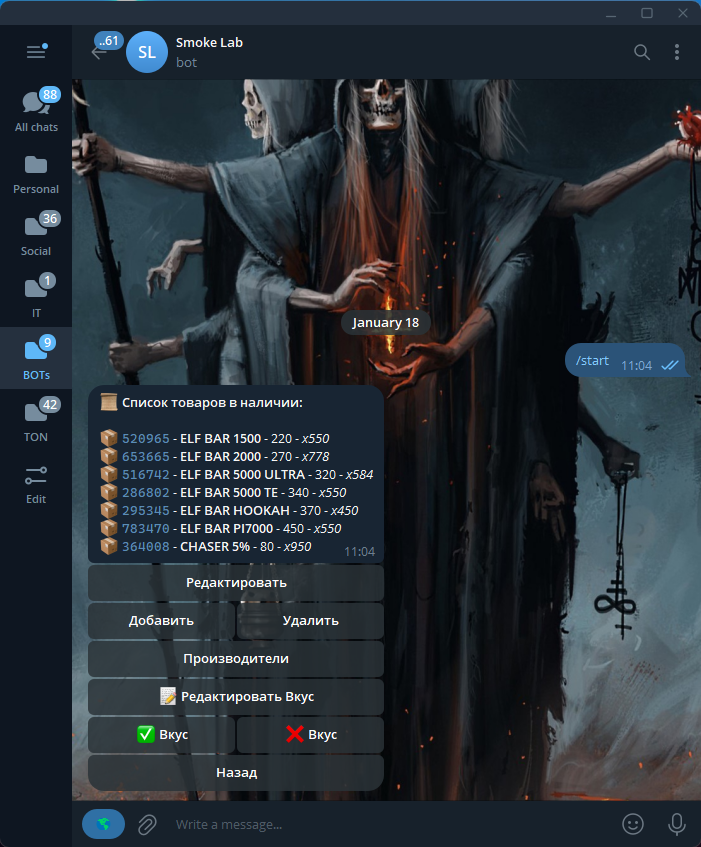 ..61
SL
Smoke Lab
bot
88
All chats
Personal
36
Social
1
IT
9
BOTs
42
TON
Edit
January 18
/start 11:04
Список товаров в наличии:
520965 - ELF BAR 1500 - 220 - x550
653665 - ELF BAR 2000 - 270 - x778
516742 - ELF BAR 5000 ULTRA - 320 - x584
286802 - ELF BAR 5000 TE - 340 - x550
295345 - ELF BAR HOOKAH - 370 - x450
783470 - ELF BAR PI7000 - 450 - x550
364008 - CHASER 5% - 80 - x950
11:04
Редактировать
Добавить
Удалить
Производители
📝 Редактировать Вкус
✅ Вкус
❌ Вкус
Назад
Write a message...